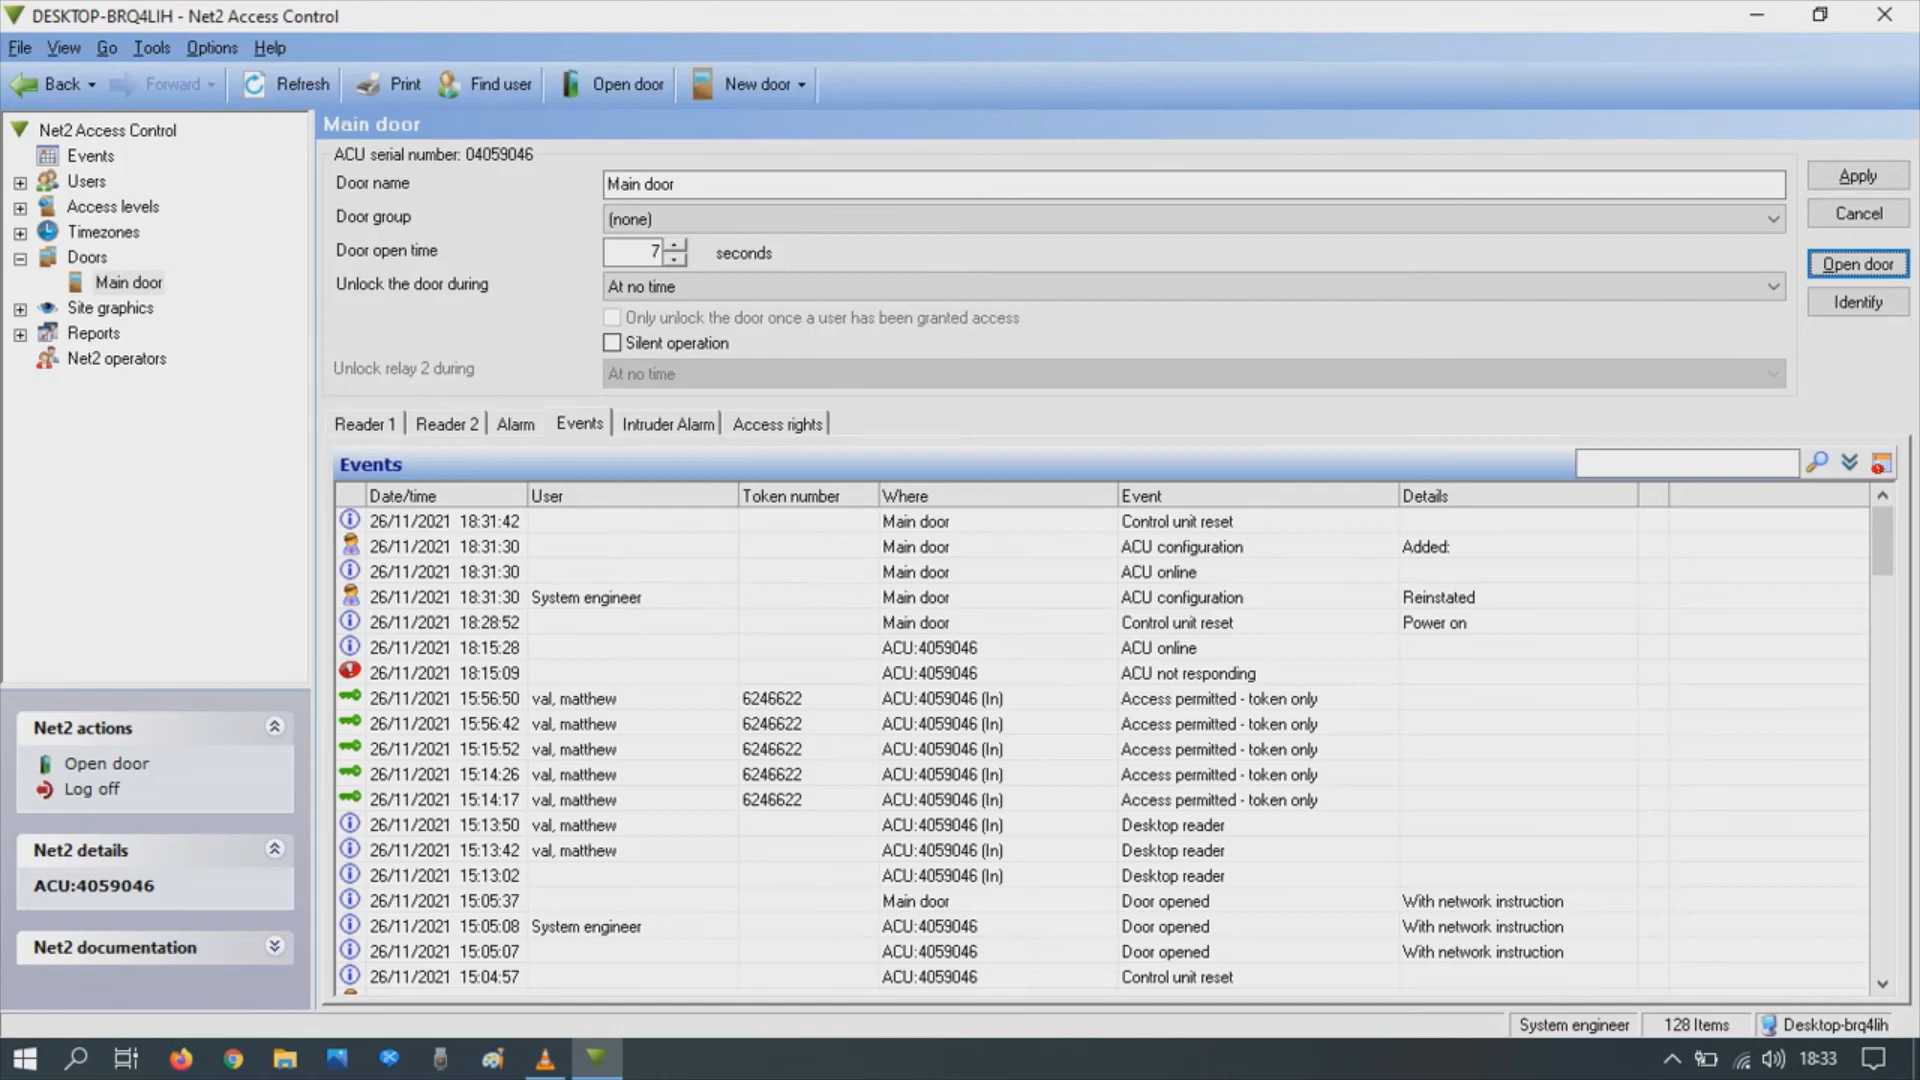 DESKTOP-BRQ4LIH - Net2 Access Control
File View Go Tools Options Help
Back Forward Refresh Print Find user Open door New door
Net2 Access Control
Events
Users
Access levels
Timezones
Doors
Main door
Site graphics
Reports
Net2 operators
Net2 actions
Open door
Log off
Net2 details
ACU:4059046
Net2 documentation
Main door
ACU serial number: 04059046
Door name Main door
Door group (none)
Door open time 7 seconds
Unlock the door during At no time
Only unlock the door once a user has been granted access
Silent operation
Unlock relay 2 during At no time
Apply
Cancel
Open door
Identify
Reader 1 Reader 2 Alarm Events Intruder Alarm Access rights
Events
Date/time User Token number Where Event Details
26/11/2021 18:31:42 Main door Control unit reset
26/11/2021 18:31:30 Main door ACU configuration Added:
26/11/2021 18:31:30 Main door ACU online
26/11/2021 18:31:30 System engineer Main door ACU configuration Reinstated
26/11/2021 18:28:52 Main door Control unit reset Power on
26/11/2021 18:15:28 ACU:4059046 ACU online
26/11/2021 18:15:09 ACU:4059046 ACU not responding
26/11/2021 15:56:50 val, matthew 6246622 ACU:4059046 (In) Access permitted - token only
26/11/2021 15:56:42 val, matthew 6246622 ACU:4059046 (In) Access permitted - token only
26/11/2021 15:15:52 val, matthew 6246622 ACU:4059046 (In) Access permitted - token only
26/11/2021 15:14:26 val, matthew 6246622 ACU:4059046 (In) Access permitted - token only
26/11/2021 15:14:17 val, matthew 6246622 ACU:4059046 (In) Access permitted - token only
26/11/2021 15:13:50 val, matthew ACU:4059046 (In) Desktop reader
26/11/2021 15:13:42 val, matthew ACU:4059046 (In) Desktop reader
26/11/2021 15:13:02 ACU:4059046 (In) Desktop reader
26/11/2021 15:05:37 Main door Door opened With network instruction
26/11/2021 15:05:08 System engineer ACU:4059046 Door opened With network instruction
26/11/2021 15:05:07 ACU:4059046 Door opened With network instruction
26/11/2021 15:04:57 ACU:4059046 Control unit reset
System engineer 128 Items Desktop-brq4lih
18:33